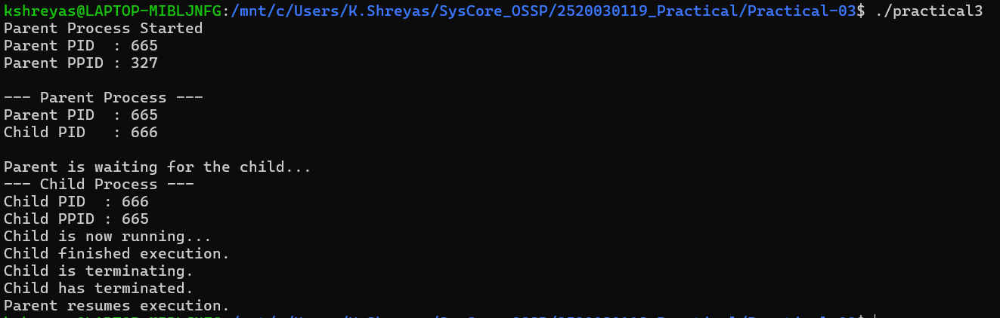 kshreyas@LAPTOP-MIBLJNFG:/mnt/c/Users/K.Shreyas/SysCore_OSSP/2520030119_Practical/Practical-03$ ./practical3
Parent Process Started
Parent PID  : 665
Parent PPID : 327

--- Parent Process ---
Parent PID  : 665
Child PID   : 666

Parent is waiting for the child...
--- Child Process ---
Child PID  : 666
Child PPID : 665
Child is now running...
Child finished execution.
Child is terminating.
Child has terminated.
Parent resumes execution.